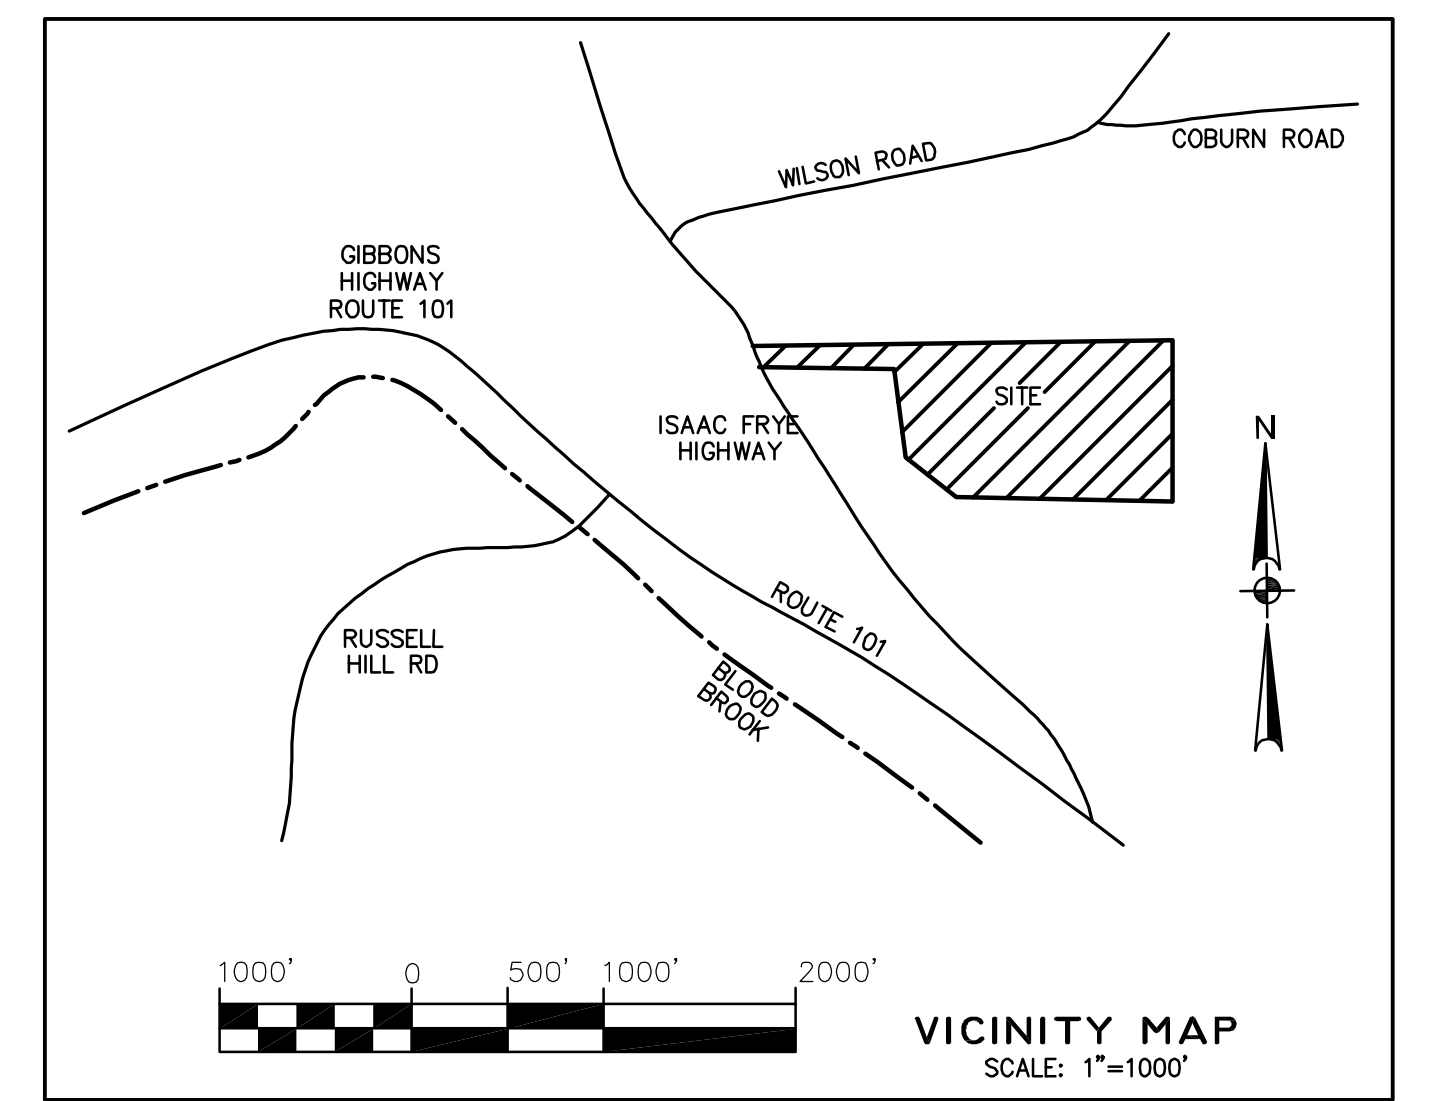 WILSON ROAD
COBURN ROAD
GIBBONS
HIGHWAY
ROUTE 101
SITE
ISAAC FRYE
HIGHWAY
N
ROUTE 101
RUSSELL
HILL RD
BLOOD
BROOK
1000' 0 500' 1000' 2000'
VICINITY MAP
SCALE: 1"=1000'